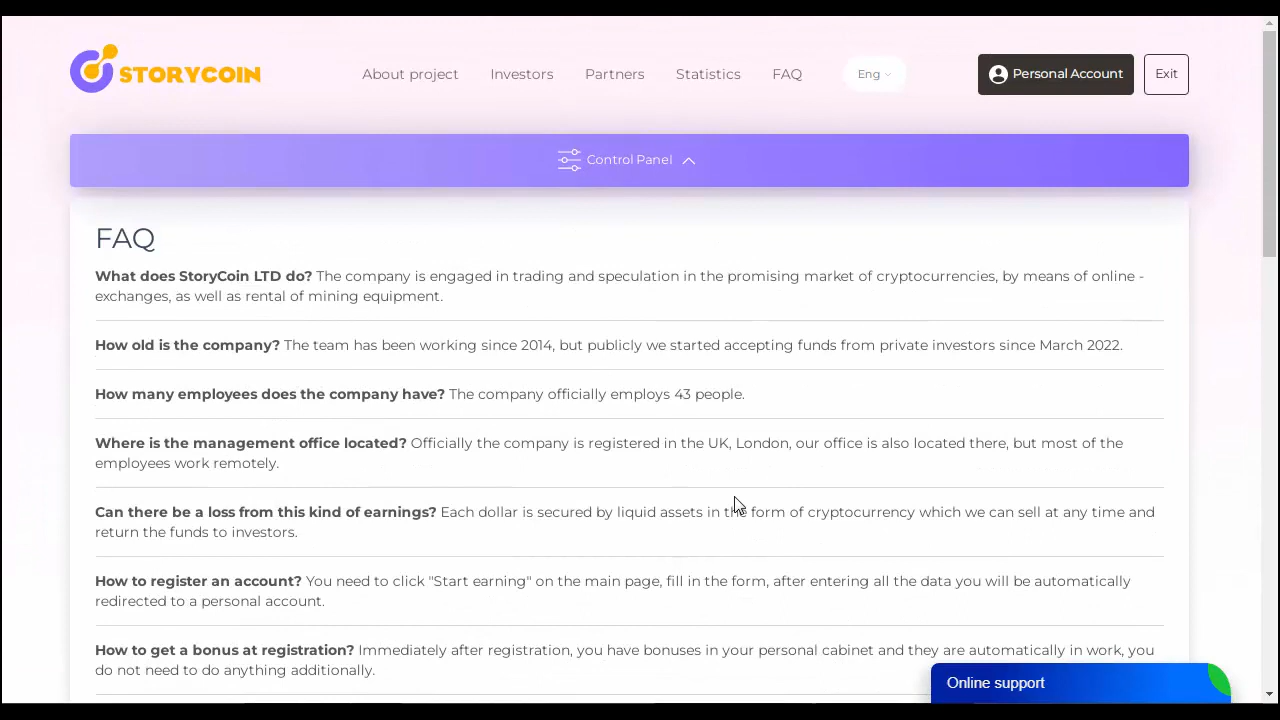 STORYCOIN
About project
Investors
Partners
Statistics
FAQ
Eng
Personal Account
Exit
Control Panel
FAQ
What does StoryCoin LTD do? The company is engaged in trading and speculation in the promising market of cryptocurrencies, by means of online -
exchanges, as well as rental of mining equipment.
How old is the company? The team has been working since 2014, but publicly we started accepting funds from private investors since March 2022.
How many employees does the company have? The company officially employs 43 people.
Where is the management office located? Officially the company is registered in the UK, London, our office is also located there, but most of the
employees work remotely.
Can there be a loss from this kind of earnings? Each dollar is secured by liquid assets in the form of cryptocurrency which we can sell at any time and
return the funds to investors.
How to register an account? You need to click "Start earning" on the main page, fill in the form, after entering all the data you will be automatically
redirected to a personal account.
How to get a bonus at registration? Immediately after registration, you have bonuses in your personal cabinet and they are automatically in work, you
do not need to do anything additionally.
Online support